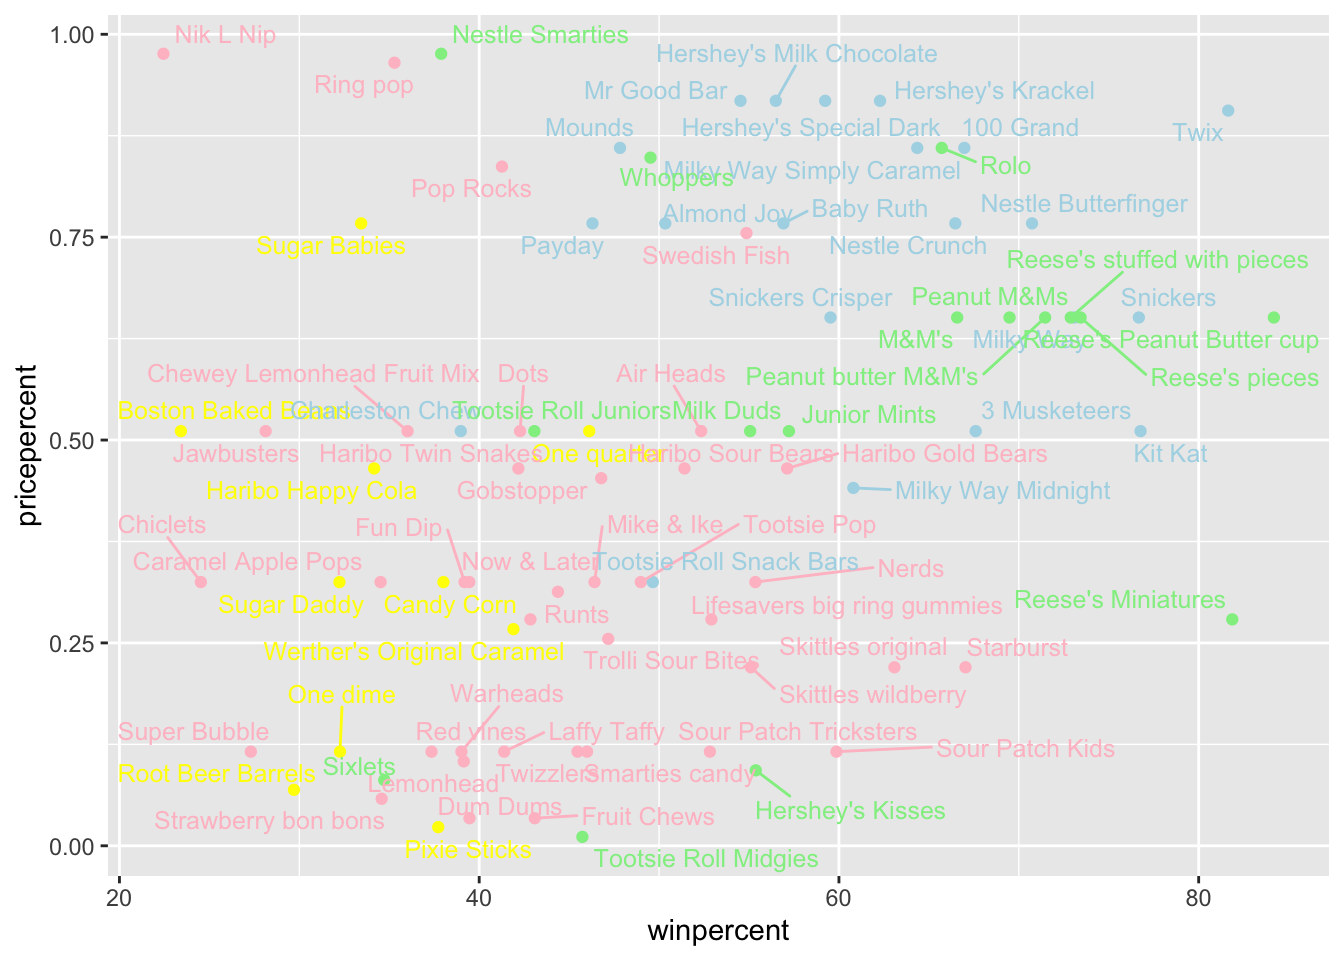 1.00
Nik L Nip
Nestle Smarties
Hershey's Milk Chocolate
Ring pop
Mr Good Bar
Hershey's Krackel
Mounds
Hershey's Special Dark
100 Grand
Twix
Whoppers
Milky Way Simply Caramel
Rolo
Pop Rocks
Almond Joy
Baby Ruth
Nestle Butterfinger
0.75
Sugar Babies
Payday
Swedish Fish
Nestle Crunch
Reese's stuffed with pieces
Snickers Crisper
Peanut M&M's
Snickers
M&M's
Milky Way
Reese's Peanut Butter cup
Chewey Lemonhead Fruit Mix
Dots
Air Heads
Peanut butter M&M's
Reese's pieces
Boston Baked Beans
Charleston Chew
Tootsie Roll Juniors
Milk Duds
Junior Mints
3 Musketeers
0.50
Jawbusters
Haribo Twin Snakes
One quarter
Haribo Sour Bears
Haribo Gold Bears
Kit Kat
Haribo Happy Cola
Gobstopper
Milky Way Midnight
Chiclets
Fun Dip
Mike & Ike
Tootsie Pop
Caramel Apple Pops
Now & Later
Tootsie Roll Snack Bars
Nerds
Sugar Daddy
Candy Corn
Runts
Lifesavers big ring gummies
Reese's Miniatures
0.25
Werther's Original Caramel
Trolli Sour Bites
Skittles original
Starburst
One dime
Warheads
Skittles wildberry
Super Bubble
Red vines
Laffy Taffy
Sour Patch Tricksters
Sour Patch Kids
Root Beer Barrels
Sixlets
Lemonhead
Twizzlers
Smarties candy
Strawberry bon bons
Dum Dums
Fruit Chews
Hershey's Kisses
0.00
Pixie Sticks
Tootsie Roll Midgies
20
40
60
80
winpercent
pricepercent